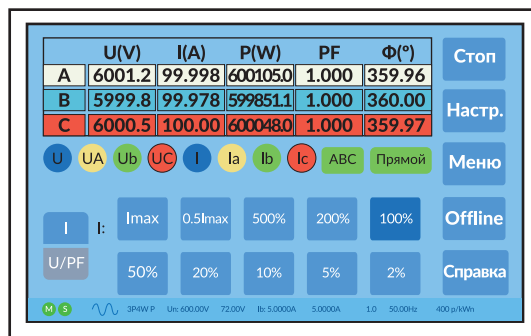 U(V) I(A) P(W) PF Φ(º)
A 6001.2 99.998 600105.0 1.000 359.96
B 5999.8 99.978 599851.1 1.000 360.00
C 6000.5 100.00 600048.0 1.000 359.97
U UA Ub UC I Ia Ib Ic ABC Прямой
I I: Imax 0.5Imax 500% 200% 100%
U/PF 50% 20% 10% 5% 2%
Стоп
Настр.
Меню
Offline
Справка
M S 3P4W P Un: 600.00V 72.00V Ib: 5.0000A 5.0000A 1.0 50.00Hz 400 p/kWh